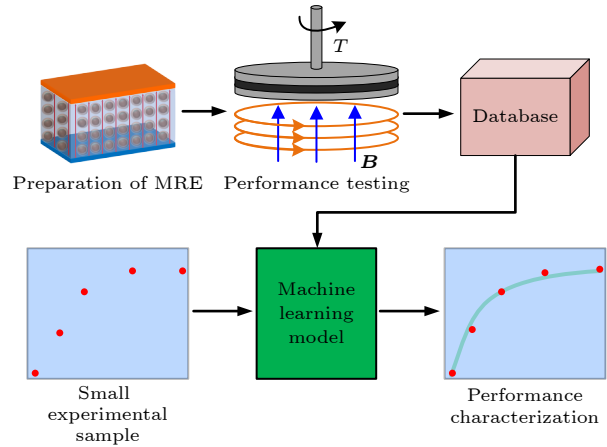 T
Database
B
Preparation of MRE
Performance testing
Machine
learning
model
Small
experimental
sample
Performance
characterization